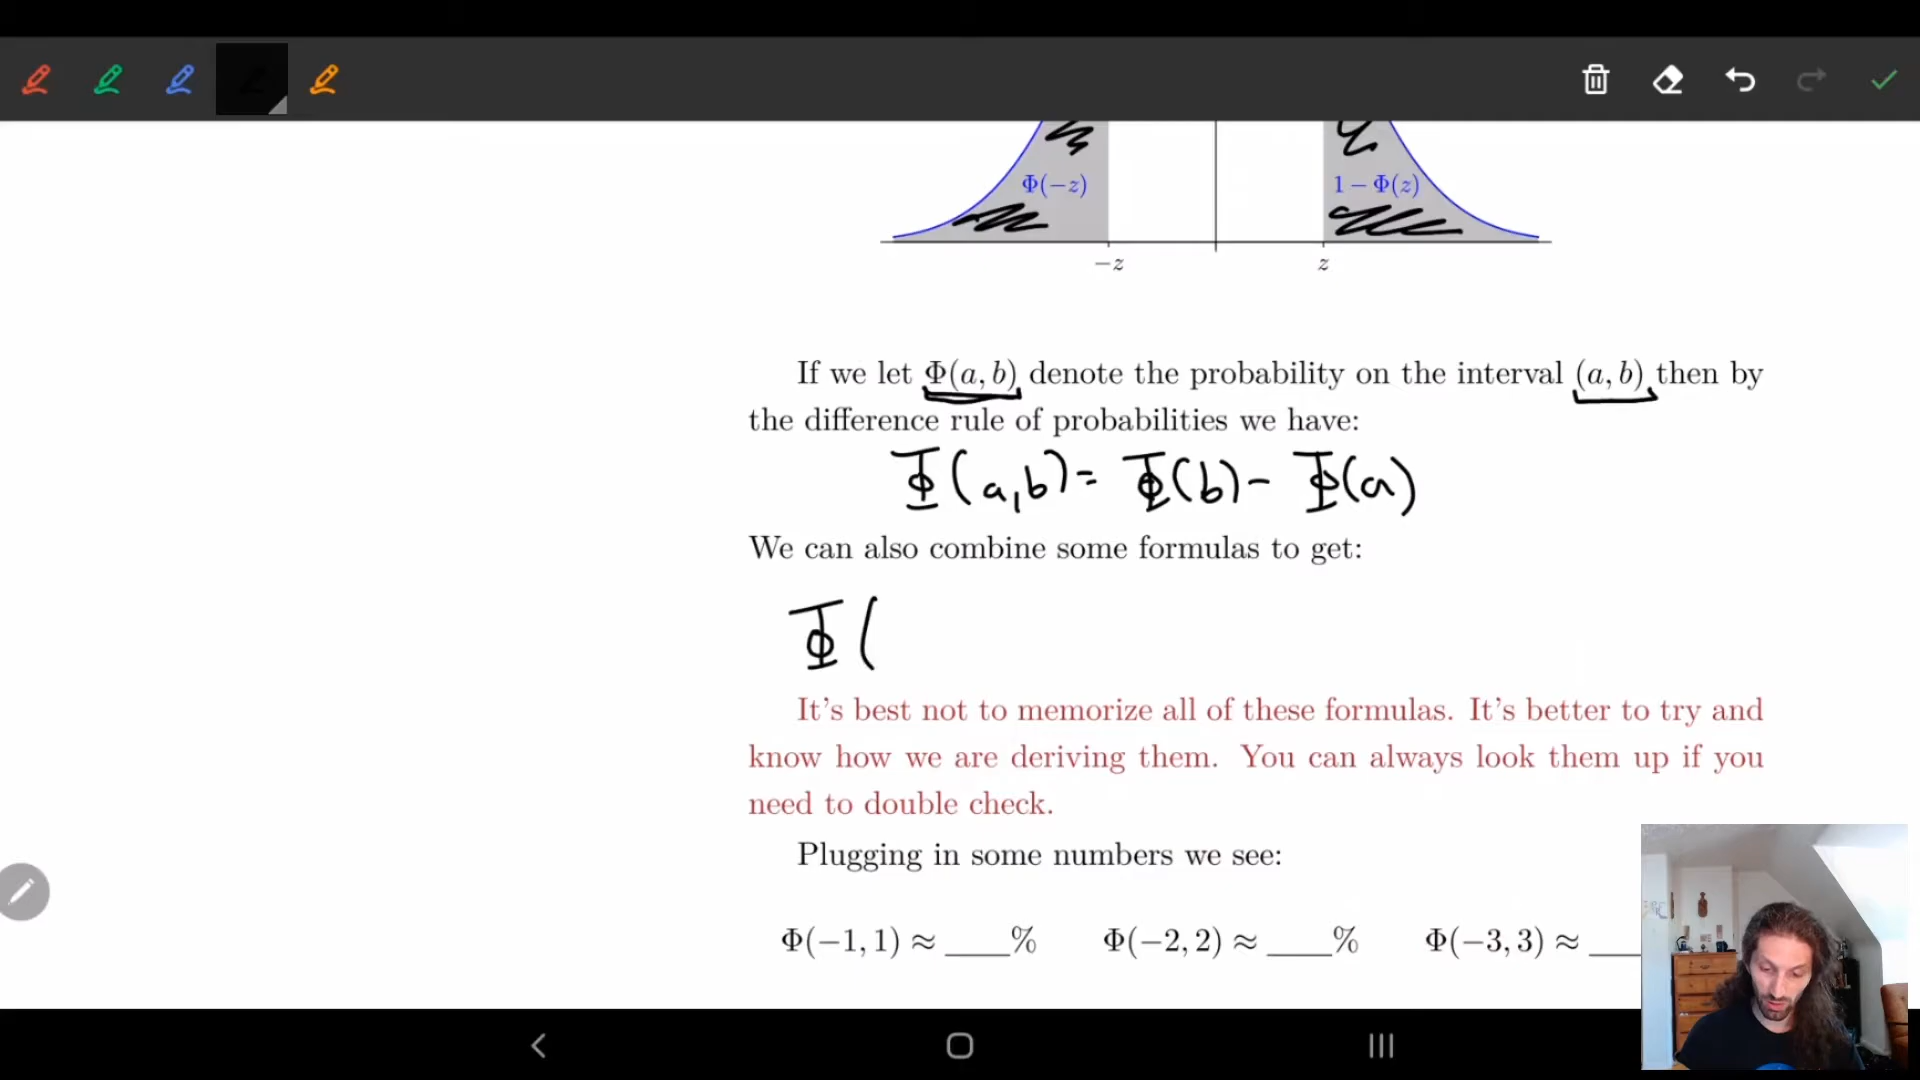 Φ(−z)
1 − Φ(z)
−z
z
If we let Φ(a, b) denote the probability on the interval (a, b) then by
the difference rule of probabilities we have:
Φ(a,b) = Φ(b) − Φ(a)
We can also combine some formulas to get:
Φ(
It's best not to memorize all of these formulas. It's better to try and
know how we are deriving them. You can always look them up if you
need to double check.
Plugging in some numbers we see:
Φ(−1, 1) ≈ ____% Φ(−2, 2) ≈ ____% Φ(−3, 3) ≈ ___